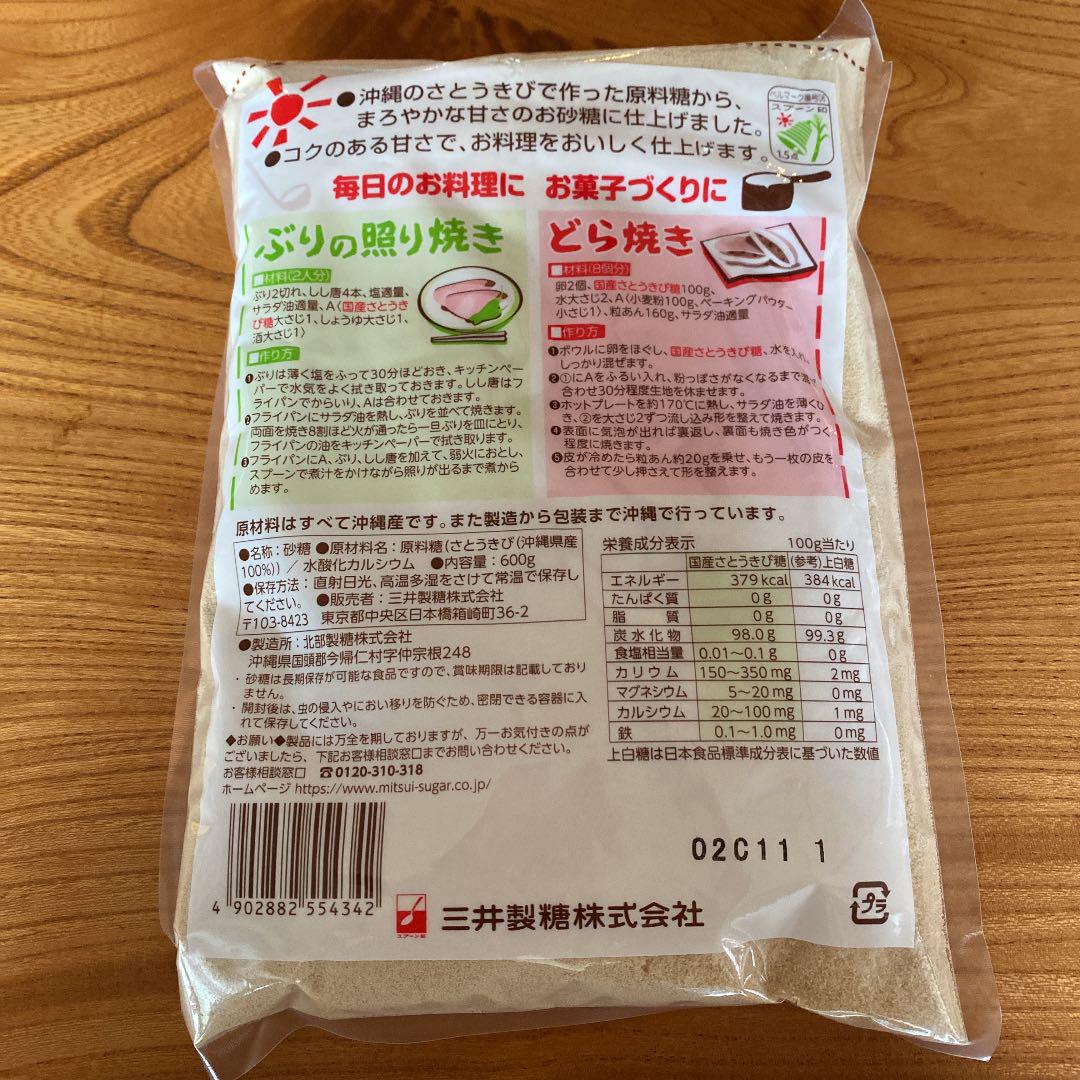 ●沖縄のさとうきびで作った原料糖から、
まろやかな甘さのお砂糖に仕上げました。
●コクのある甘さで、お料理をおいしく仕上げます。
ベルマーク番号
スプーン印
1.5点
毎日のお料理に お菓子づくりに
ぶりの照り焼き
■材料(2人分)
ぶり2切れ、しし唐4本、塩適量、
サラダ油適量、A〈国産さとうき
び糖大さじ1、しょうゆ大さじ1、
酒大さじ1〉
■作り方
❶ぶりは薄く塩をふって30分ほどおき、キッチンペー
パーで水気をよく拭き取っておきます。しし唐はフ
ライパンでからいり、Aは合わせておきます。
❷フライパンにサラダ油を熱し、ぶりを並べて焼きます。
両面を焼き8割ほど火が通ったら一旦ぶりを皿にとり、
フライパンの油をキッチンペーパーで拭き取ります。
❸フライパンにA、ぶり、しし唐を加えて、弱火におとし、
スプーンで煮汁をかけながら照りが出るまで煮から
めます。
どら焼き
■材料(8個分)
卵2個、国産さとうきび糖100g、
水大さじ2、A〈小麦粉100g、ベーキングパウダー
小さじ1〉、粒あん160g、サラダ油適量
■作り方
❶ボウルに卵をほぐし、国産さとうきび糖、水を入れ、
しっかり混ぜます。
❷①にAをふるい入れ、粉っぽさがなくなるまで混ぜ
合わせ30分程度生地を休ませます。
❸ホットプレートを約170℃に熱し、サラダ油を薄くひ
き、②を大さじ2ずつ流し込み形を整えて焼きます。
❹表面に気泡が出れば裏返し、裏面も焼き色がつく
程度に焼きます。
❺皮が冷めたら粒あん約20gを乗せ、もう一枚の皮を
合わせて少し押さえて形を整えます。
原材料はすべて沖縄産です。また製造から包装まで沖縄で行っています。
●名称：砂糖 ●原材料名：原料糖(さとうきび(沖縄県産
100%))／水酸化カルシウム ●内容量：600g
●保存方法：直射日光、高温多湿をさけて常温で保存し
てください。 ●販売者：三井製糖株式会社
〒103-8423 東京都中央区日本橋箱崎町36-2
●製造所：北部製糖株式会社
沖縄県国頭郡今帰仁村字仲宗根248
・砂糖は長期保存が可能な食品ですので、賞味期限は記載しており
ません。
・開封後は、虫の侵入やにおい移りを防ぐため、密閉できる容器に入
れて保存してください。
◆お願い◆製品には万全を期しておりますが、万一お気付きの点が
ございましたら、下記お客様相談窓口までお問い合わせください。
お客様相談窓口 ☎0120-310-318
ホームページ https://www.mitsui-sugar.co.jp/
栄養成分表示 100g当たり
国産さとうきび糖 (参考)上白糖
エネルギー 379kcal 384kcal
たんぱく質 0g 0g
脂質 0g 0g
炭水化物 98.0g 99.3g
食塩相当量 0.01〜0.1g 0g
カリウム 150〜350mg 2mg
マグネシウム 5〜20mg 0mg
カルシウム 20〜100mg 1mg
鉄 0.1〜1.0mg 0mg
上白糖は日本食品標準成分表に基づいた数値
02C11 1
4 902882 554342
スプーン印
三井製糖株式会社
プラ